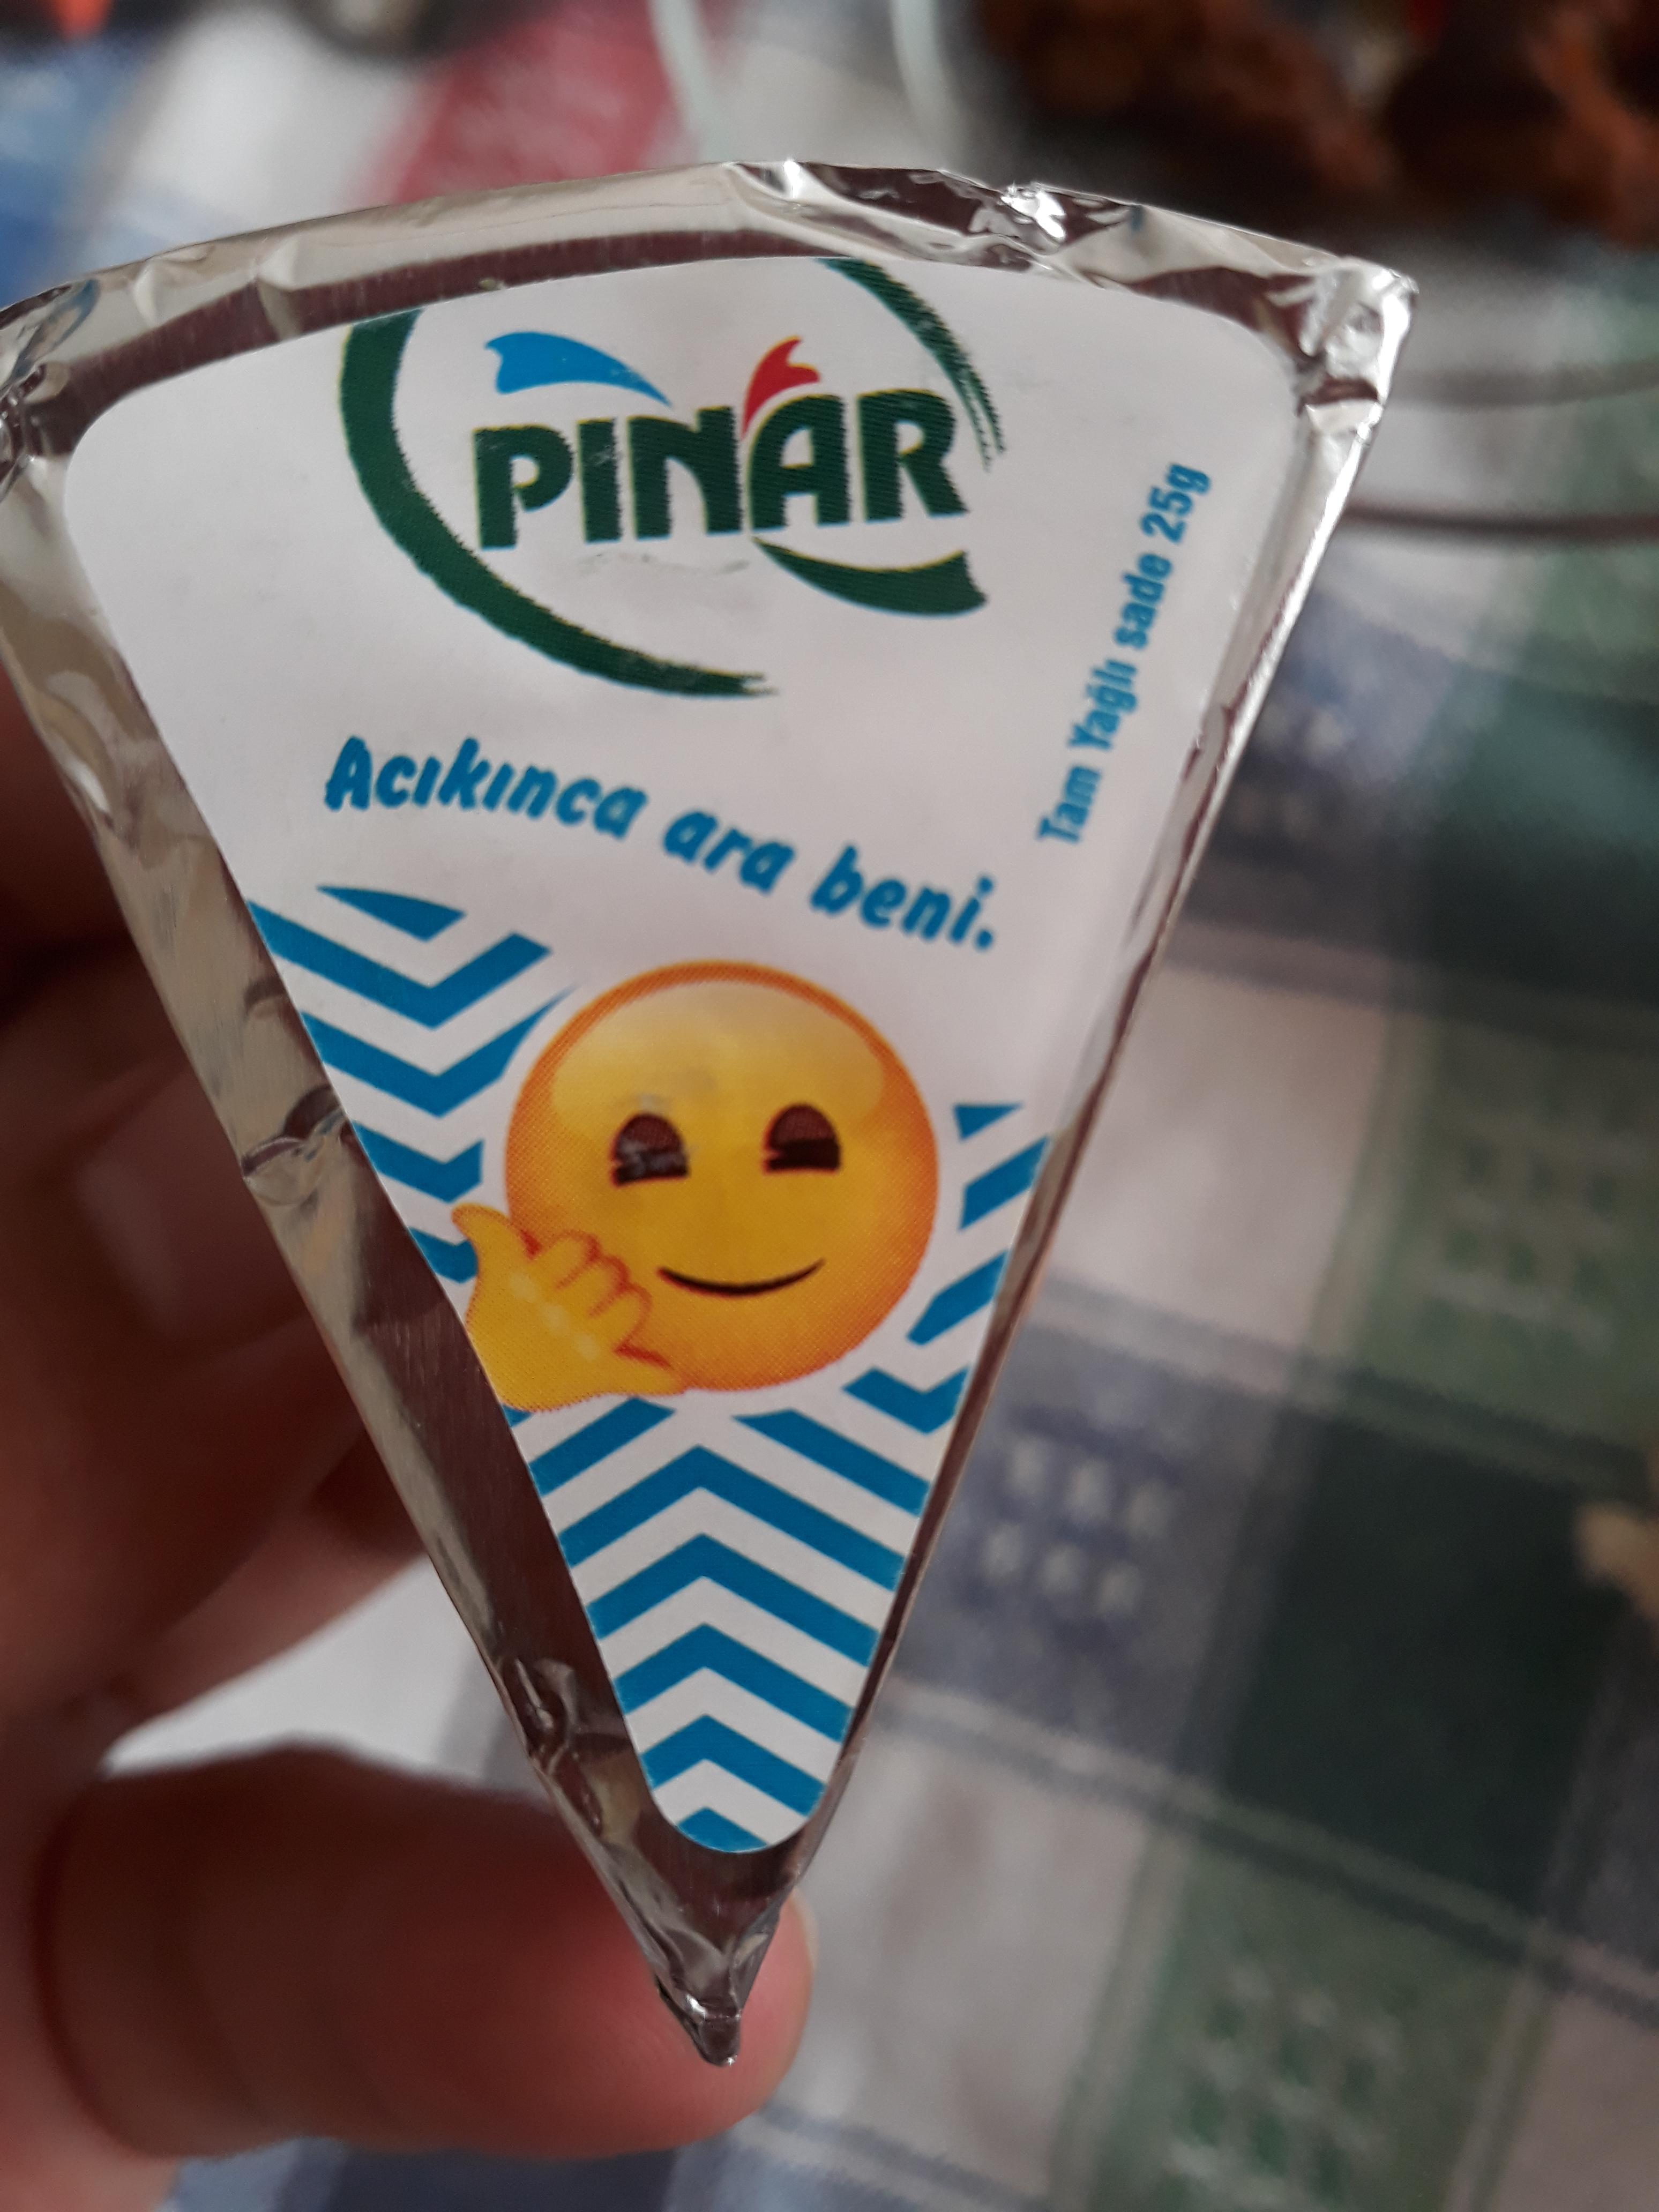 PINAR
Tam Yağlı sade 25g
Acıkınca ara beni.